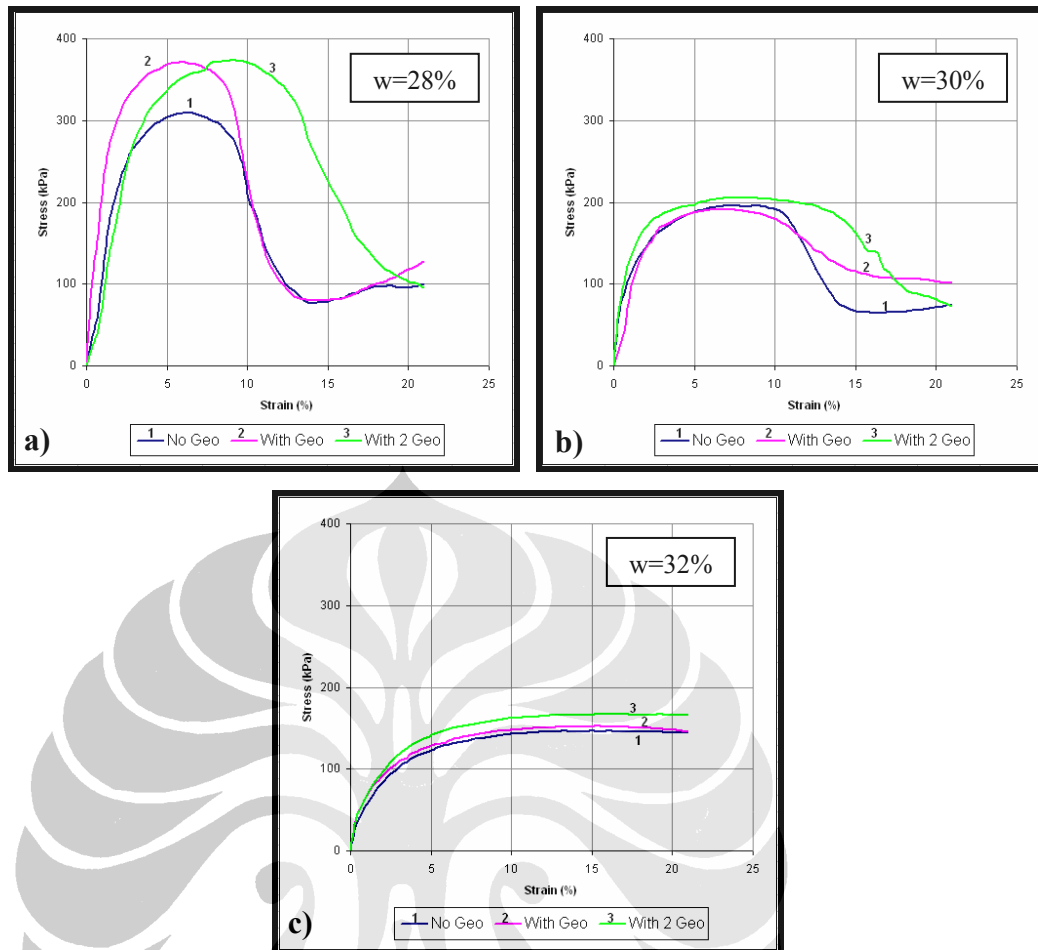 400
w=28%
2
3
300
1
Stress (kPa)
200
100
0
0 5 10 15 20 25
Strain (%)
1 No Geo 2 With Geo 3 With 2 Geo
a)
400
w=30%
300
Stress (kPa)
200
3
2
100
1
0
0 5 10 15 20 25
Strain (%)
1 No Geo 2 With Geo 3 With 2 Geo
b)
400
w=32%
300
Stress (kPa)
200
3
2
1
100
0
0 5 10 15 20 25
Strain (%)
1 No Geo 2 With Geo 3 With 2 Geo
c)